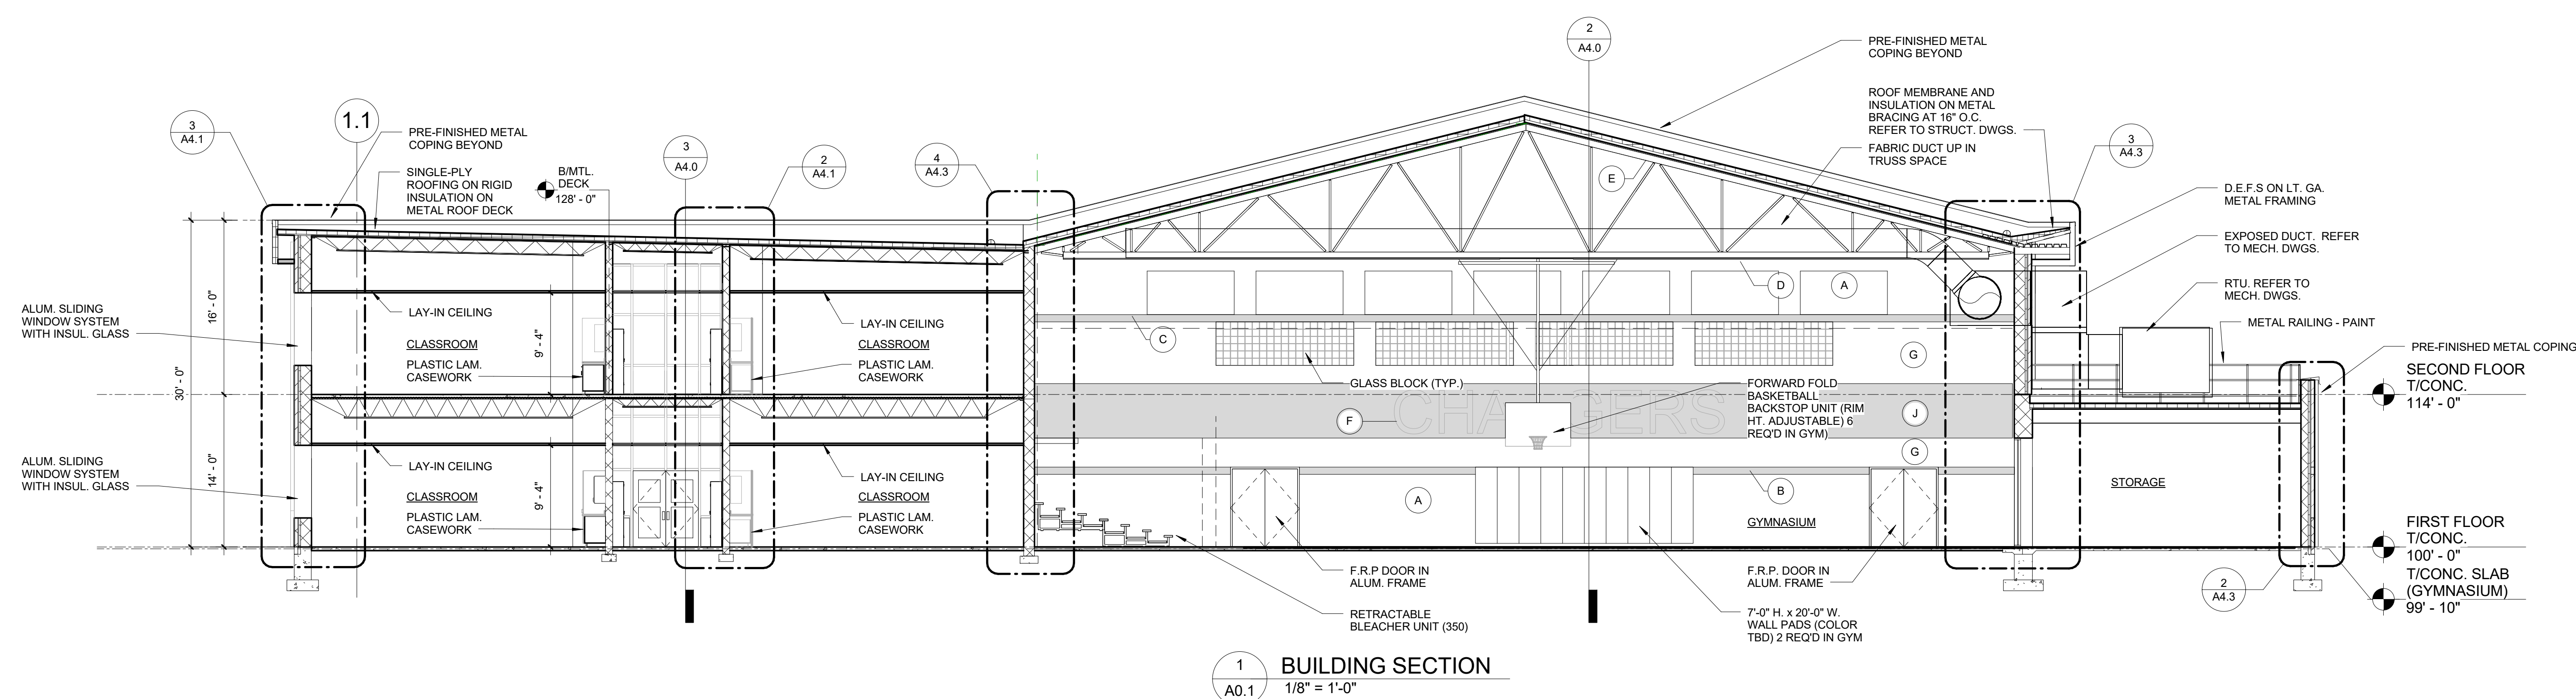 2
A4.0
PRE-FINISHED METAL
COPING BEYOND
ROOF MEMBRANE AND
INSULATION ON METAL
BRACING AT 16" O.C.
REFER TO STRUCT. DWGS.
FABRIC DUCT UP IN
TRUSS SPACE
3
A4.3
3
A4.1
1.1
PRE-FINISHED METAL
COPING BEYOND
SINGLE-PLY
ROOFING ON RIGID
INSULATION ON
METAL ROOF DECK
B/MTL.
DECK
128' - 0"
3
A4.0
2
A4.1
4
A4.3
E
D.E.F.S ON LT. GA.
METAL FRAMING
EXPOSED DUCT. REFER
TO MECH. DWGS.
RTU. REFER TO
MECH. DWGS.
METAL RAILING - PAINT
PRE-FINISHED METAL COPING
SECOND FLOOR
T/CONC.
114' - 0"
ALUM. SLIDING
WINDOW SYSTEM
WITH INSUL. GLASS
16' - 0"
30' - 0"
LAY-IN CEILING
CLASSROOM
PLASTIC LAM.
CASEWORK
9' - 4"
LAY-IN CEILING
CLASSROOM
PLASTIC LAM.
CASEWORK
D
A
C
G
GLASS BLOCK (TYP.)
FORWARD FOLD
BASKETBALL
BACKSTOP UNIT (RIM
HT. ADJUSTABLE) 6
REQ'D IN GYM)
F
J
G
ALUM. SLIDING
WINDOW SYSTEM
WITH INSUL. GLASS
14' - 0"
LAY-IN CEILING
CLASSROOM
PLASTIC LAM.
CASEWORK
9' - 4"
LAY-IN CEILING
CLASSROOM
PLASTIC LAM.
CASEWORK
A
B
GYMNASIUM
STORAGE
FIRST FLOOR
T/CONC.
100' - 0"
T/CONC. SLAB
(GYMNASIUM)
99' - 10"
F.R.P DOOR IN
ALUM. FRAME
RETRACTABLE
BLEACHER UNIT (350)
F.R.P. DOOR IN
ALUM. FRAME
7'-0" H. x 20'-0" W.
WALL PADS (COLOR
TBD) 2 REQ'D IN GYM
2
A4.3
1
A0.1
BUILDING SECTION
1/8" = 1'-0"